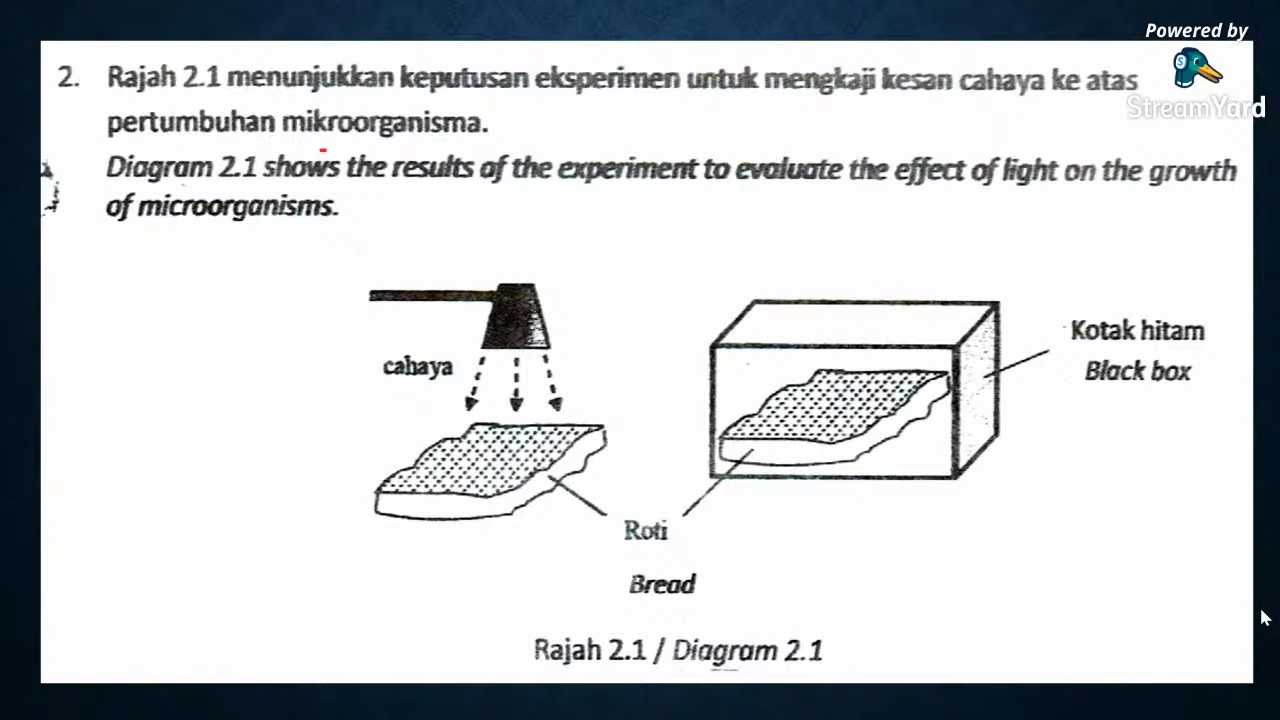 Powered by
StreamYard
2. Rajah 2.1 menunjukkan keputusan eksperimen untuk mengkaji kesan cahaya ke atas
pertumbuhan mikroorganisma.
Diagram 2.1 shows the results of the experiment to evaluate the effect of light on the growth
of microorganisms.
cahaya
Kotak hitam
Black box
Roti
Bread
Rajah 2.1 / Diagram 2.1